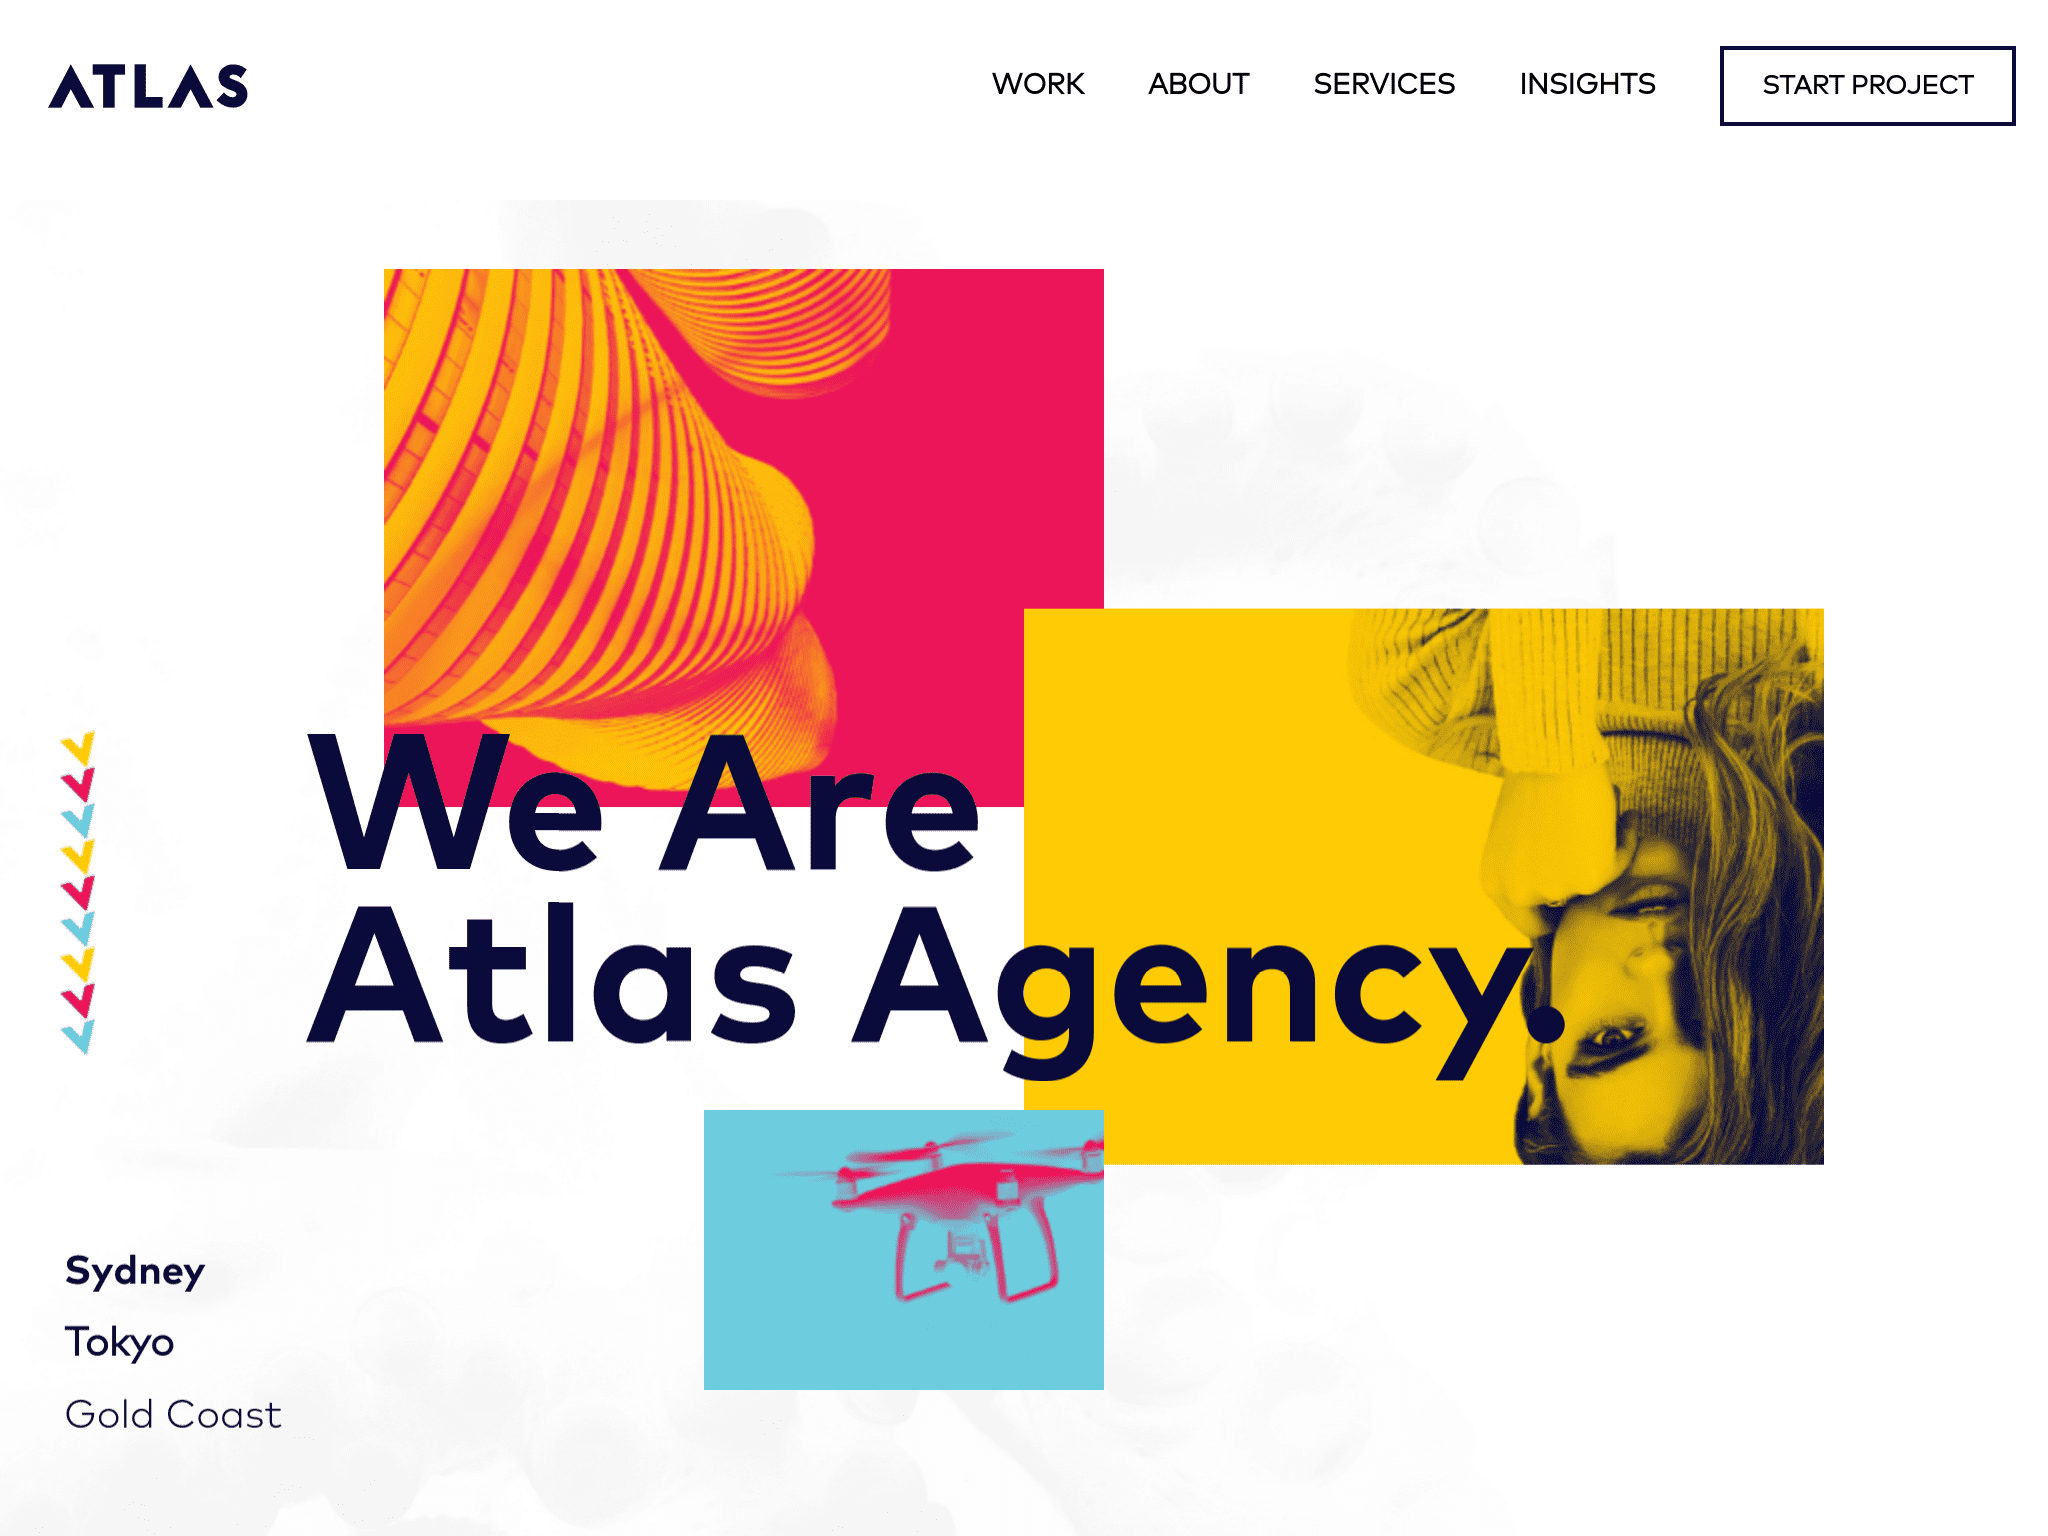 ATLAS
WORK
ABOUT
SERVICES
INSIGHTS
START PROJECT
We Are
Atlas Agency.
Sydney
Tokyo
Gold Coast